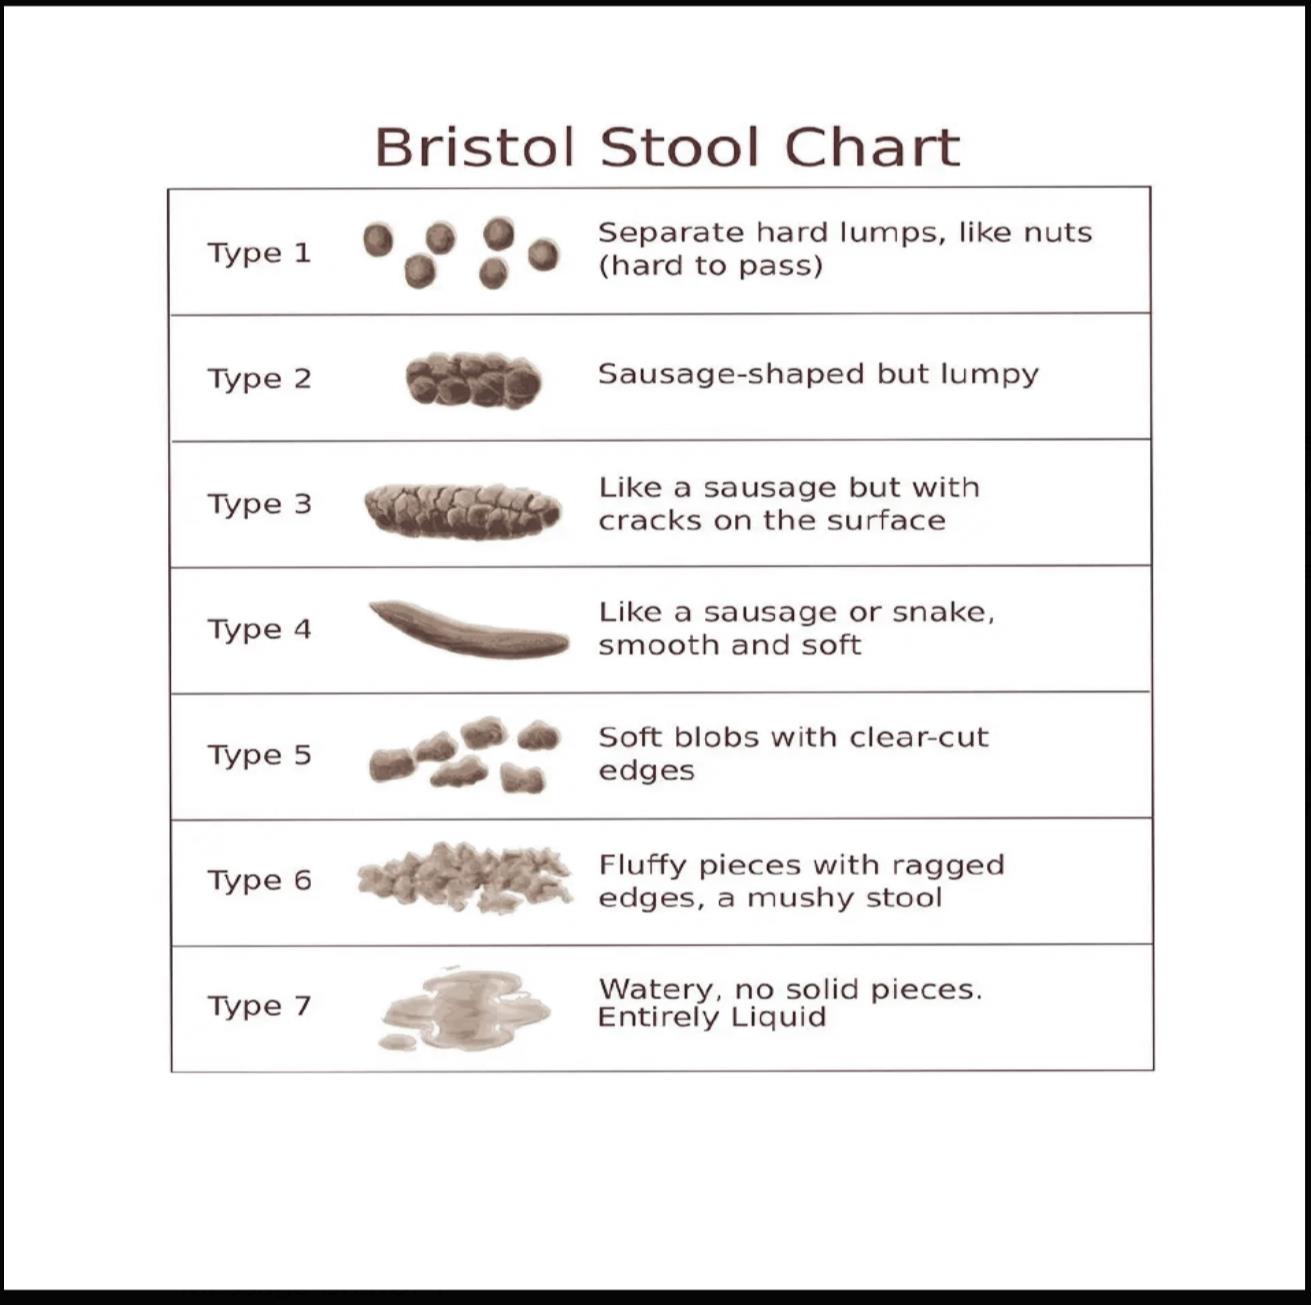 Bristol Stool Chart
Type 1
Separate hard lumps, like nuts
(hard to pass)
Type 2
Sausage-shaped but lumpy
Type 3
Like a sausage but with
cracks on the surface
Type 4
Like a sausage or snake,
smooth and soft
Type 5
Soft blobs with clear-cut
edges
Type 6
Fluffy pieces with ragged
edges, a mushy stool
Type 7
Watery, no solid pieces.
Entirely Liquid